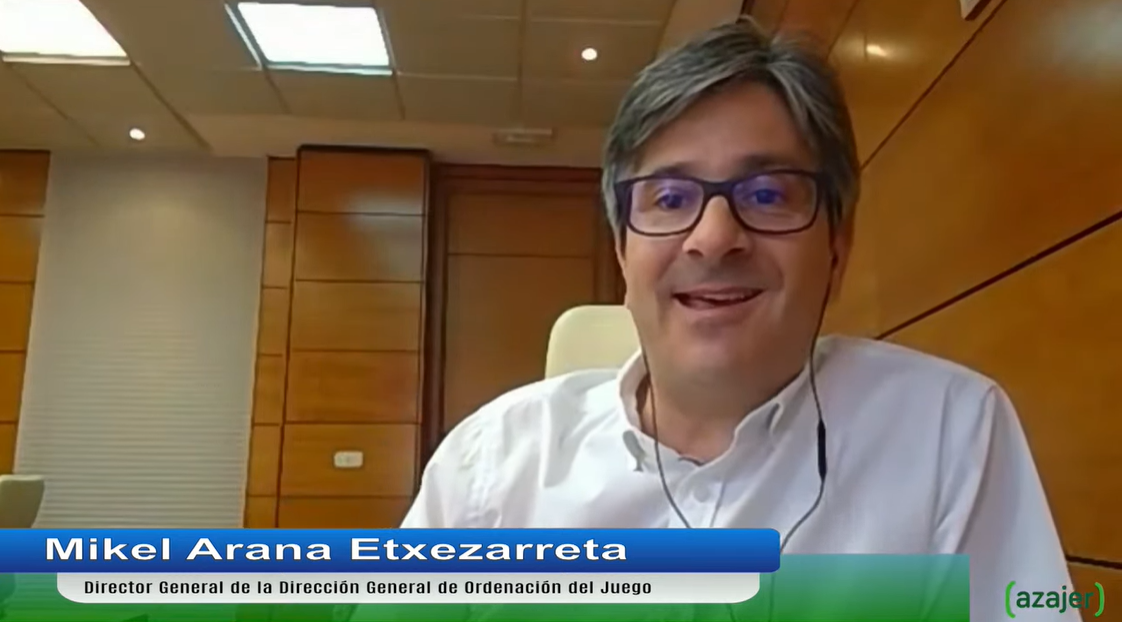 Mikel Arana Etxezarreta
Director General de la Dirección General de Ordenación del Juego
(azajer)